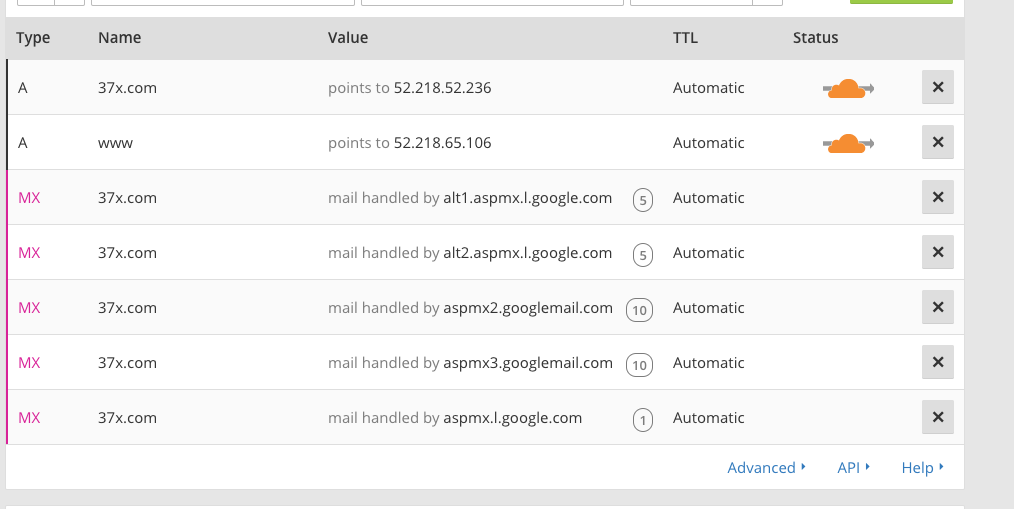 Type Name Value TTL Status
A 37x.com points to 52.218.52.236 Automatic ×
A www points to 52.218.65.106 Automatic ×
MX 37x.com mail handled by alt1.aspmx.l.google.com 5 Automatic ×
MX 37x.com mail handled by alt2.aspmx.l.google.com 5 Automatic ×
MX 37x.com mail handled by aspmx2.googlemail.com 10 Automatic ×
MX 37x.com mail handled by aspmx3.googlemail.com 10 Automatic ×
MX 37x.com mail handled by aspmx.l.google.com 1 Automatic ×
Advanced API Help